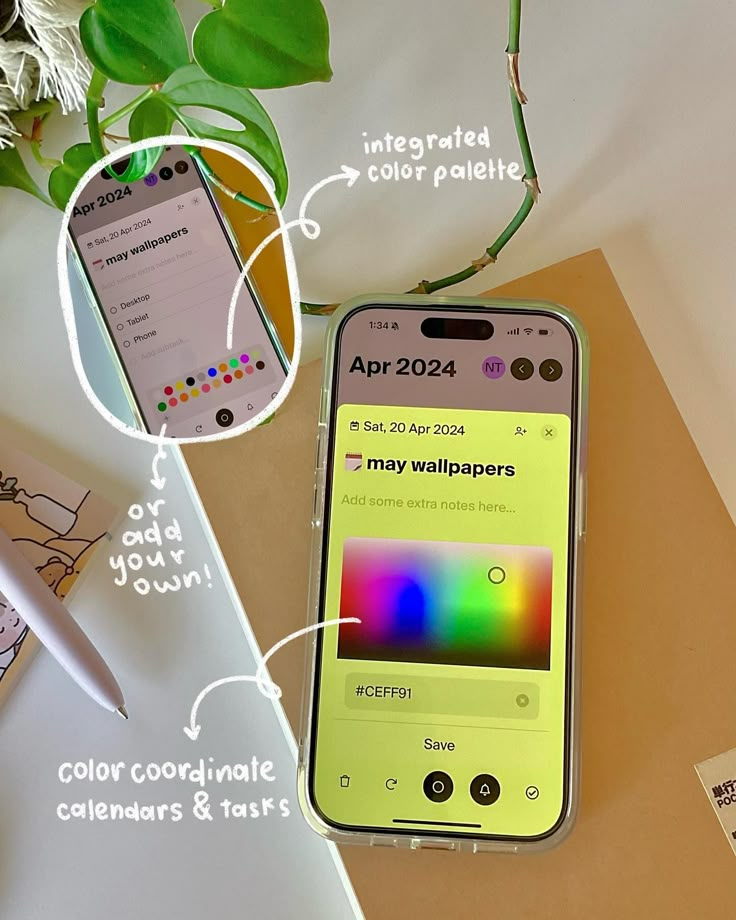 integrated
color palette
Apr 2024
Sat, 20 Apr 2024
may wallpapers
Add some extra notes here...
Desktop
Tablet
Phone
Add subtask...
or
add
your
own!
1:34
Apr 2024
NT
Sat, 20 Apr 2024
may wallpapers
Add some extra notes here...
#CEFF91
Save
color coordinate
calendars & tasks